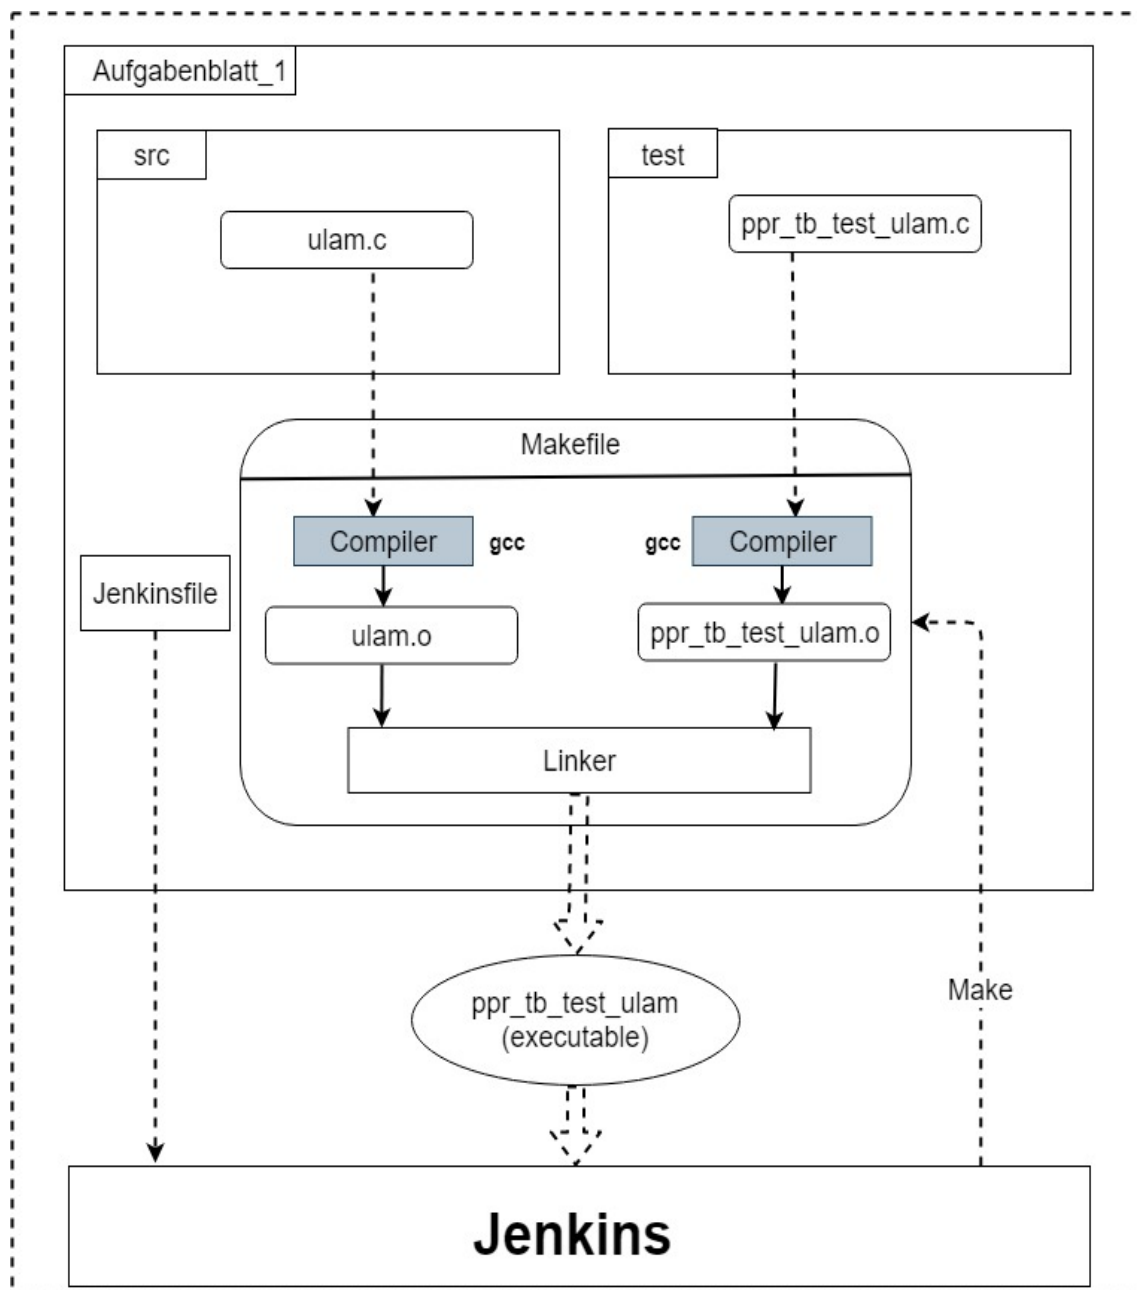 Aufgabenblatt_1
src
test
ulam.c
ppr_tb_test_ulam.c
Makefile
Compiler
gcc
gcc
Compiler
Jenkinsfile
ulam.o
ppr_tb_test_ulam.o
Linker
ppr_tb_test_ulam
(executable)
Make
Jenkins